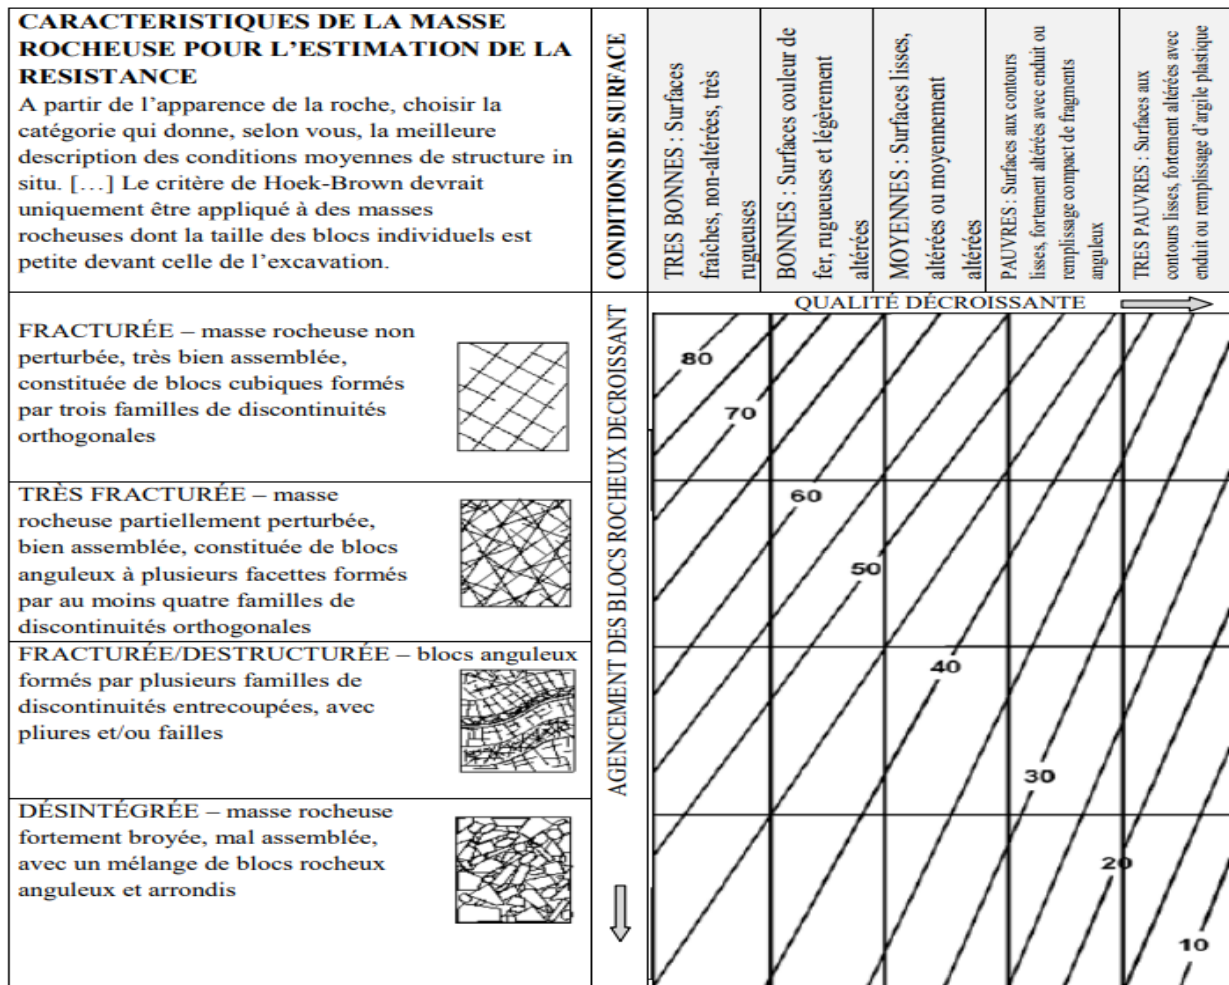 CARACTERISTIQUES DE LA MASSE
ROCHEUSE POUR L'ESTIMATION DE LA
RESISTANCE
A partir de l'apparence de la roche, choisir la
catégorie qui donne, selon vous, la meilleure
description des conditions moyennes de structure in
situ. […] Le critère de Hoek-Brown devrait
uniquement être appliqué à des masses
rocheuses dont la taille des blocs individuels est
petite devant celle de l'excavation.
CONDITIONS DE SURFACE
TRES BONNES : Surfaces
fraîches, non-altérées, très
rugueuses
BONNES : Surfaces couleur de
fer, rugueuses et légèrement
altérées
MOYENNES : Surfaces lisses,
altérées ou moyennement
altérées
PAUVRES : Surfaces aux contours
lisses, fortement altérées avec enduit ou
remplissage compact de fragments
anguleux
TRES PAUVRES : Surfaces aux
contours lisses, fortement altérées avec
enduit ou remplissage d'argile plastique
QUALITÉ DÉCROISSANTE
AGENCEMENT DES BLOCS ROCHEUX DECROISSANT
FRACTURÉE – masse rocheuse non
perturbée, très bien assemblée,
constituée de blocs cubiques formés
par trois familles de discontinuités
orthogonales
TRÈS FRACTURÉE – masse
rocheuse partiellement perturbée,
bien assemblée, constituée de blocs
anguleux à plusieurs facettes formés
par au moins quatre familles de
discontinuités orthogonales
FRACTURÉE/DESTRUCTURÉE – blocs anguleux
formés par plusieurs familles de
discontinuités entrecoupées, avec
pliures et/ou failles
DÉSINTÉGRÉE – masse rocheuse
fortement broyée, mal assemblée,
avec un mélange de blocs rocheux
anguleux et arrondis
80
70
60
50
40
30
20
10